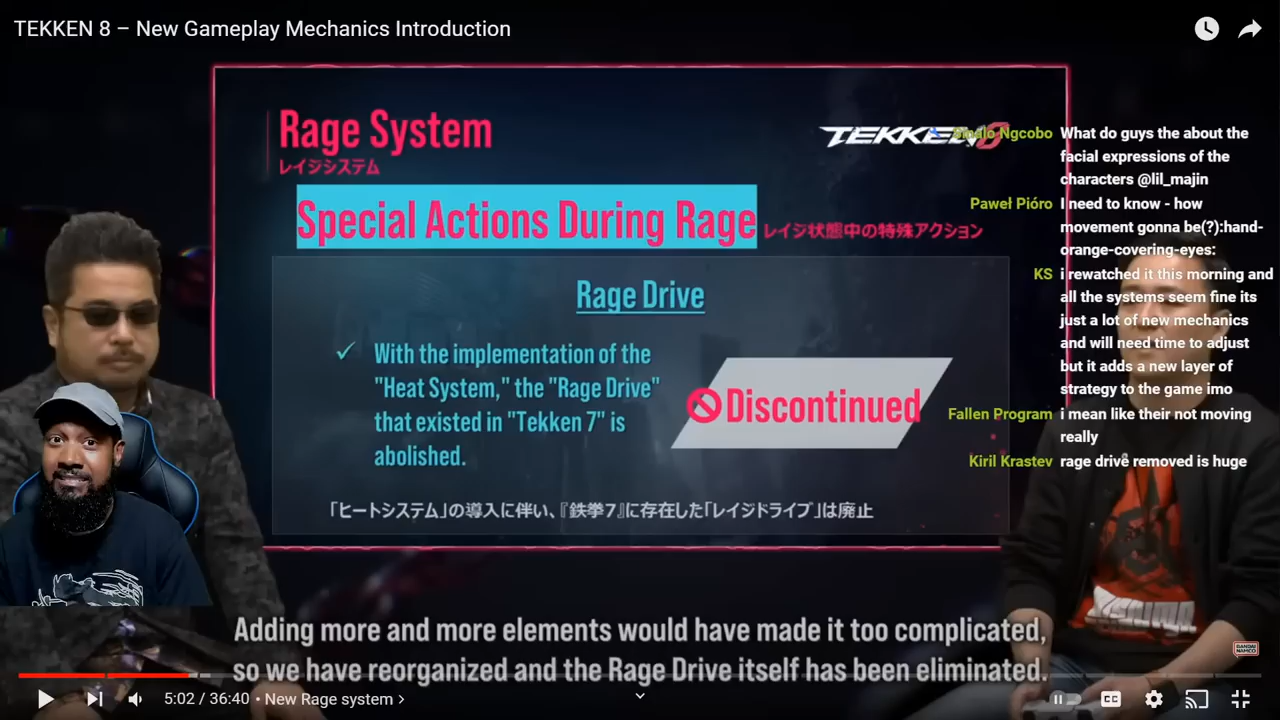 TEKKEN 8 – New Gameplay Mechanics Introduction
Rage System
レイジシステム
TEKKEN 8
Special Actions During Rage
レイジ状態中の特殊アクション
Rage Drive
✓ With the implementation of the
"Heat System," the "Rage Drive"
that existed in "Tekken 7" is
abolished.
Discontinued
「ヒートシステム」の導入に伴い、『鉄拳7』に存在した「レイジドライブ」は廃止
Ngcobo What do guys the about the
facial expressions of the
characters @lil_majin
Paweł Pióro I need to know - how
movement gonna be(?):hand-
orange-covering-eyes:
KS i rewatched it this morning and
all the systems seem fine its
just a lot of new mechanics
and will need time to adjust
but it adds a new layer of
strategy to the game imo
Fallen Program i mean like their not moving
really
Kiril Krastev rage drive removed is huge
Adding more and more elements would have made it too complicated,
so we have reorganized and the Rage Drive itself has been eliminated.
BANDAI
NAMCO
5:02 / 36:40 • New Rage system ›
CC